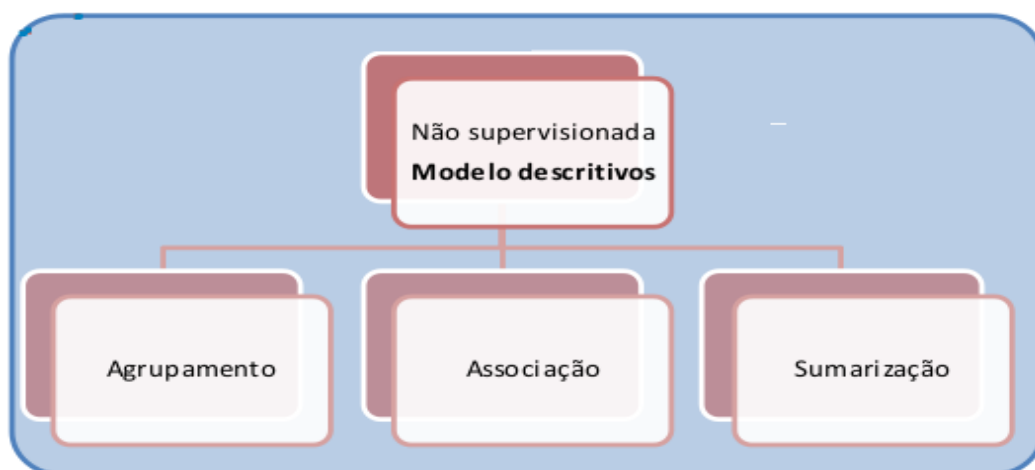 Não supervisionada
Modelo descritivos
Agrupamento
Associação
Sumarização